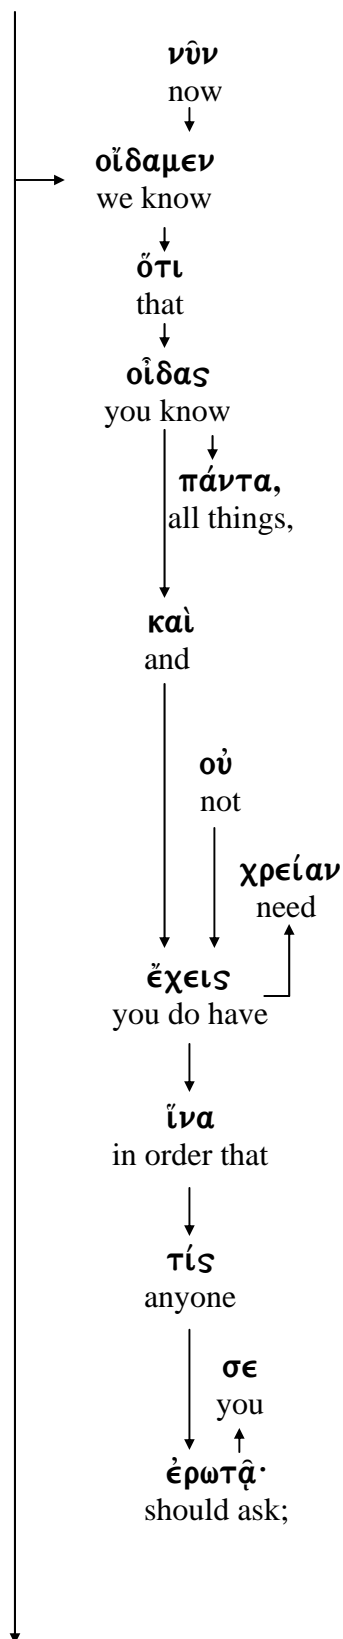 νῦν
now
οἴδαμεν
we know
ὅτι
that
οἶδας
you know
πάντα,
all things,
καὶ
and
οὐ
not
χρείαν
need
ἔχεις
you do have
ἵνα
in order that
τίς
anyone
σε
you
ἐρωτᾷ·
should ask;